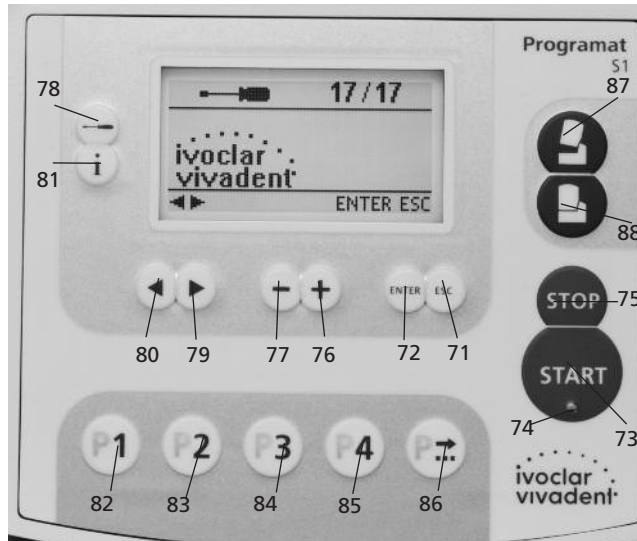 Programat
S1
87
78
17/17
81
i
ivoclar
vivadent
ENTER ESC
88
ENTER
ESC
STOP
75
80
79
77
76
72
71
START
74
73
P1
P2
P3
P4
P...
82
83
84
85
86
ivoclar
vivadent